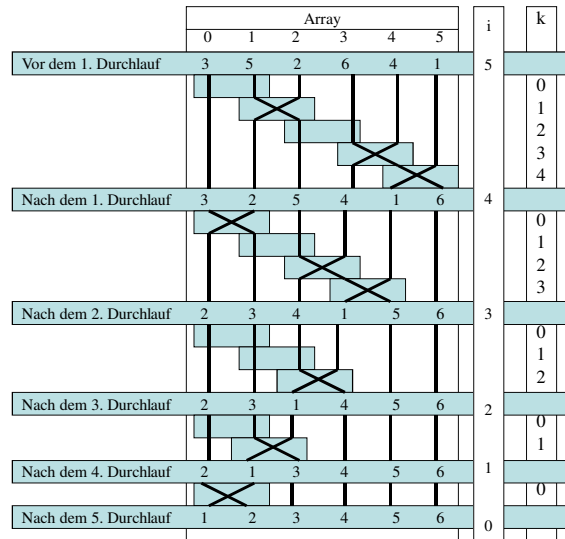 Array i k
0 1 2 3 4 5
Vor dem 1. Durchlauf 3 5 2 6 4 1 5
0
1
2
3
4
Nach dem 1. Durchlauf 3 2 5 4 1 6 4
0
1
2
3
Nach dem 2. Durchlauf 2 3 4 1 5 6 3
0
1
2
Nach dem 3. Durchlauf 2 3 1 4 5 6 2
0
1
Nach dem 4. Durchlauf 2 1 3 4 5 6 1
0
Nach dem 5. Durchlauf 1 2 3 4 5 6 0